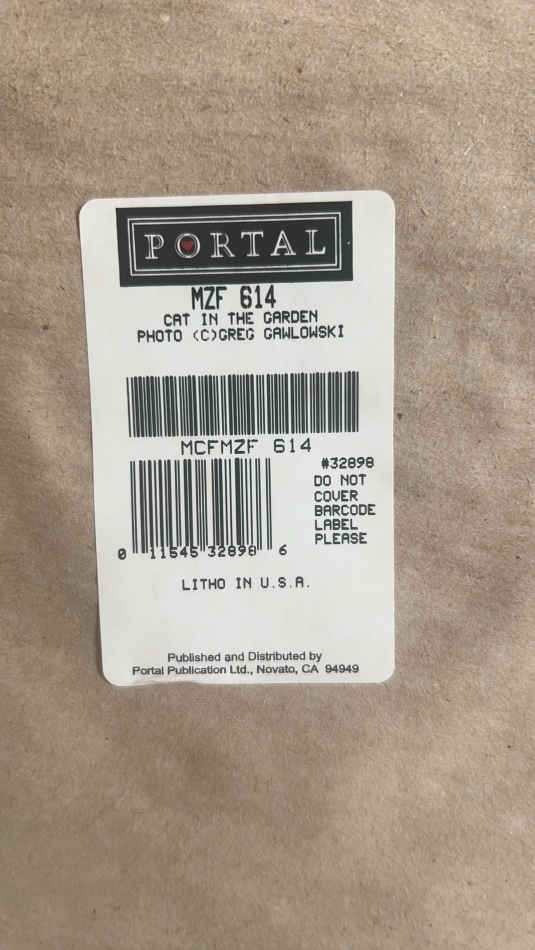 PORTAL
MZF 614
CAT IN THE GARDEN
PHOTO (C)GREG GAWLOWSKI
MCFMZF 614
#32898
DO NOT
COVER
BARCODE
LABEL
PLEASE
0 11545 32898 6
LITHO IN U.S.A.
Published and Distributed by
Portal Publication Ltd., Novato, CA 94949